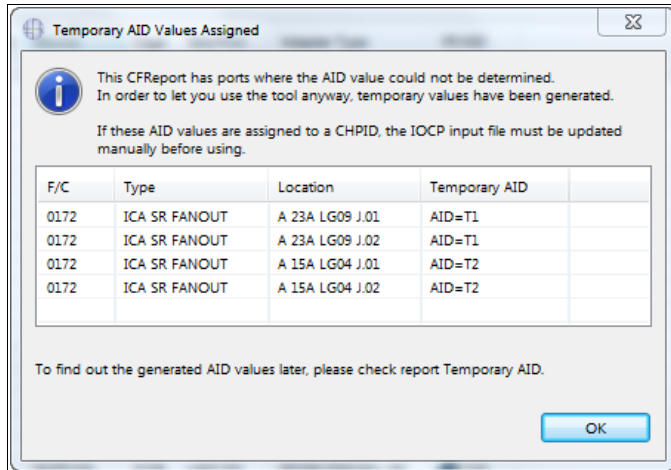 Temporary AID Values Assigned
This CFReport has ports where the AID value could not be determined.
In order to let you use the tool anyway, temporary values have been generated.
If these AID values are assigned to a CHPID, the IOCP input file must be updated
manually before using.
F/C Type Location Temporary AID
0172 ICA SR FANOUT A 23A LG09 J.01 AID=T1
0172 ICA SR FANOUT A 23A LG09 J.02 AID=T1
0172 ICA SR FANOUT A 15A LG04 J.01 AID=T2
0172 ICA SR FANOUT A 15A LG04 J.02 AID=T2
To find out the generated AID values later, please check report Temporary AID.
OK